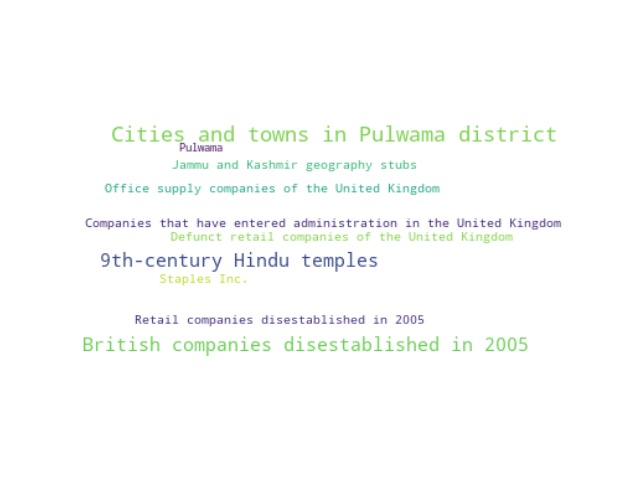 Cities and towns in Pulwama district
Pulwama
Jammu and Kashmir geography stubs
Office supply companies of the United Kingdom
Companies that have entered administration in the United Kingdom
Defunct retail companies of the United Kingdom
9th-century Hindu temples
Staples Inc.
Retail companies disestablished in 2005
British companies disestablished in 2005